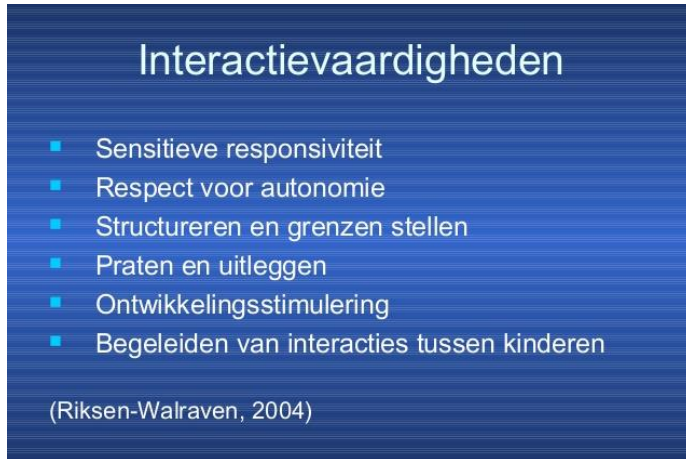 Interactievaardigheden
Sensitieve responsiviteit
Respect voor autonomie
Structureren en grenzen stellen
Praten en uitleggen
Ontwikkelingsstimulering
Begeleiden van interacties tussen kinderen
(Riksen-Walraven, 2004)